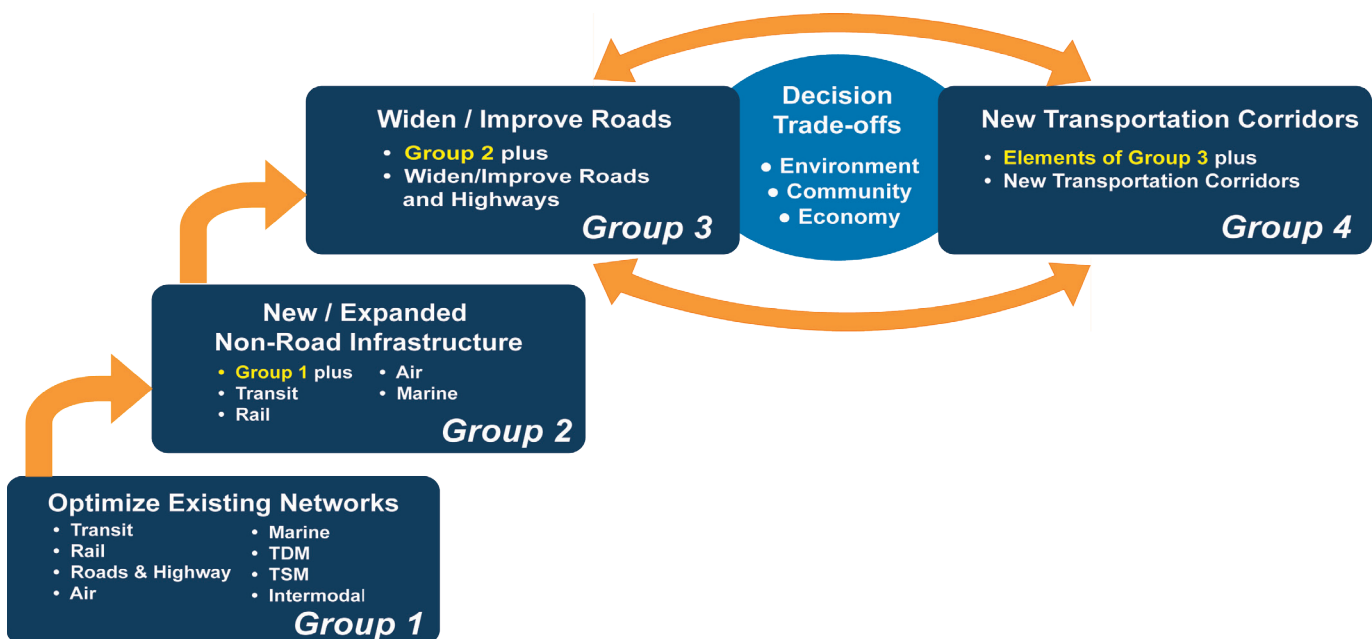 Widen / Improve Roads
• Group 2 plus
• Widen/Improve Roads
and Highways
Group 3
Decision
Trade-offs
● Environment
● Community
● Economy
New Transportation Corridors
• Elements of Group 3 plus
• New Transportation Corridors
Group 4
New / Expanded
Non-Road Infrastructure
• Group 1 plus
• Transit
• Rail
• Air
• Marine
Group 2
Optimize Existing Networks
• Transit
• Rail
• Roads & Highway
• Air
• Marine
• TDM
• TSM
• Intermodal
Group 1